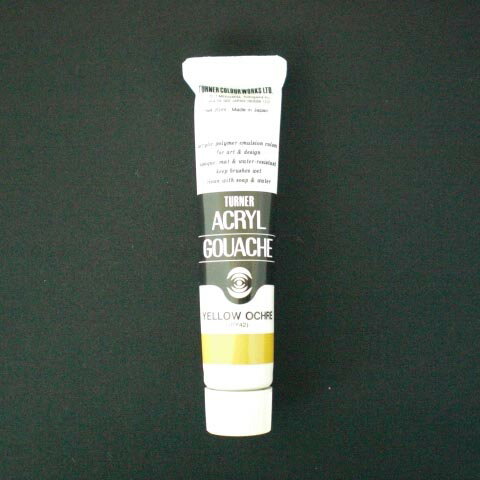 TURNER COLOURWORKS LTD.
Made in Japan
acrylic polymer emulsion colour
for art & design
opaque, mat & water-resistant
keep brushes wet
clean with soap & water
TURNER
ACRYL
GOUACHE
YELLOW OCHRE